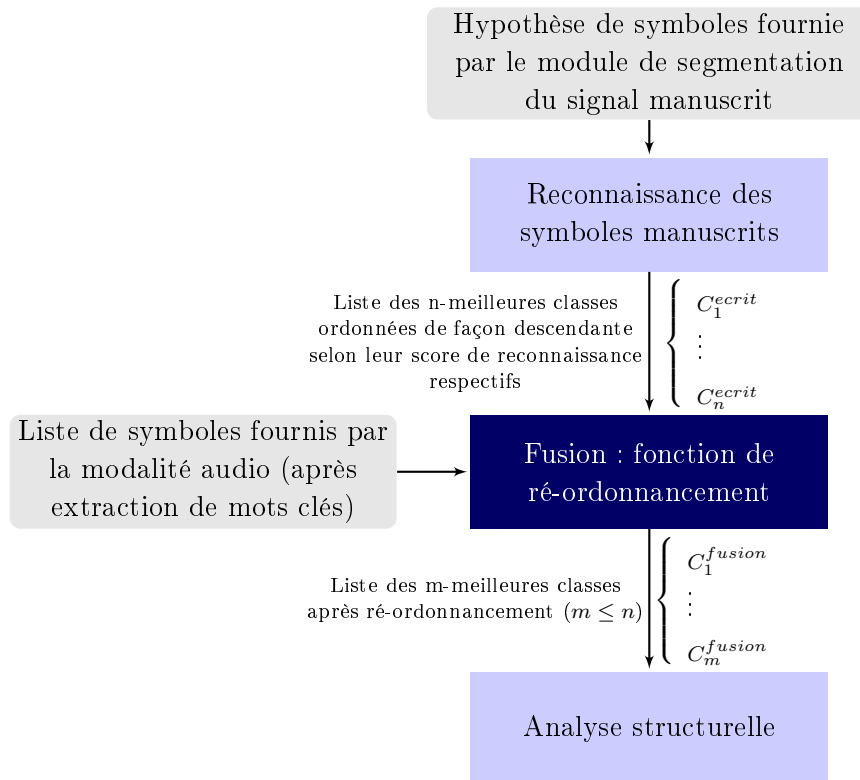 Hypothèse de symboles fournie
par le module de segmentation
du signal manuscrit
Reconnaissance des
symboles manuscrits
Liste des n-meilleures classes
ordonnées de façon descendante
selon leur score de reconnaissance
respectifs
C_1^{ecrit}
⋮
C_n^{ecrit}
Liste de symboles fournis par
la modalité audio (après
extraction de mots clés)
Fusion : fonction de
ré-ordonnancement
Liste des m-meilleures classes
après ré-ordonnancement (m ≤ n)
C_1^{fusion}
⋮
C_m^{fusion}
Analyse structurelle